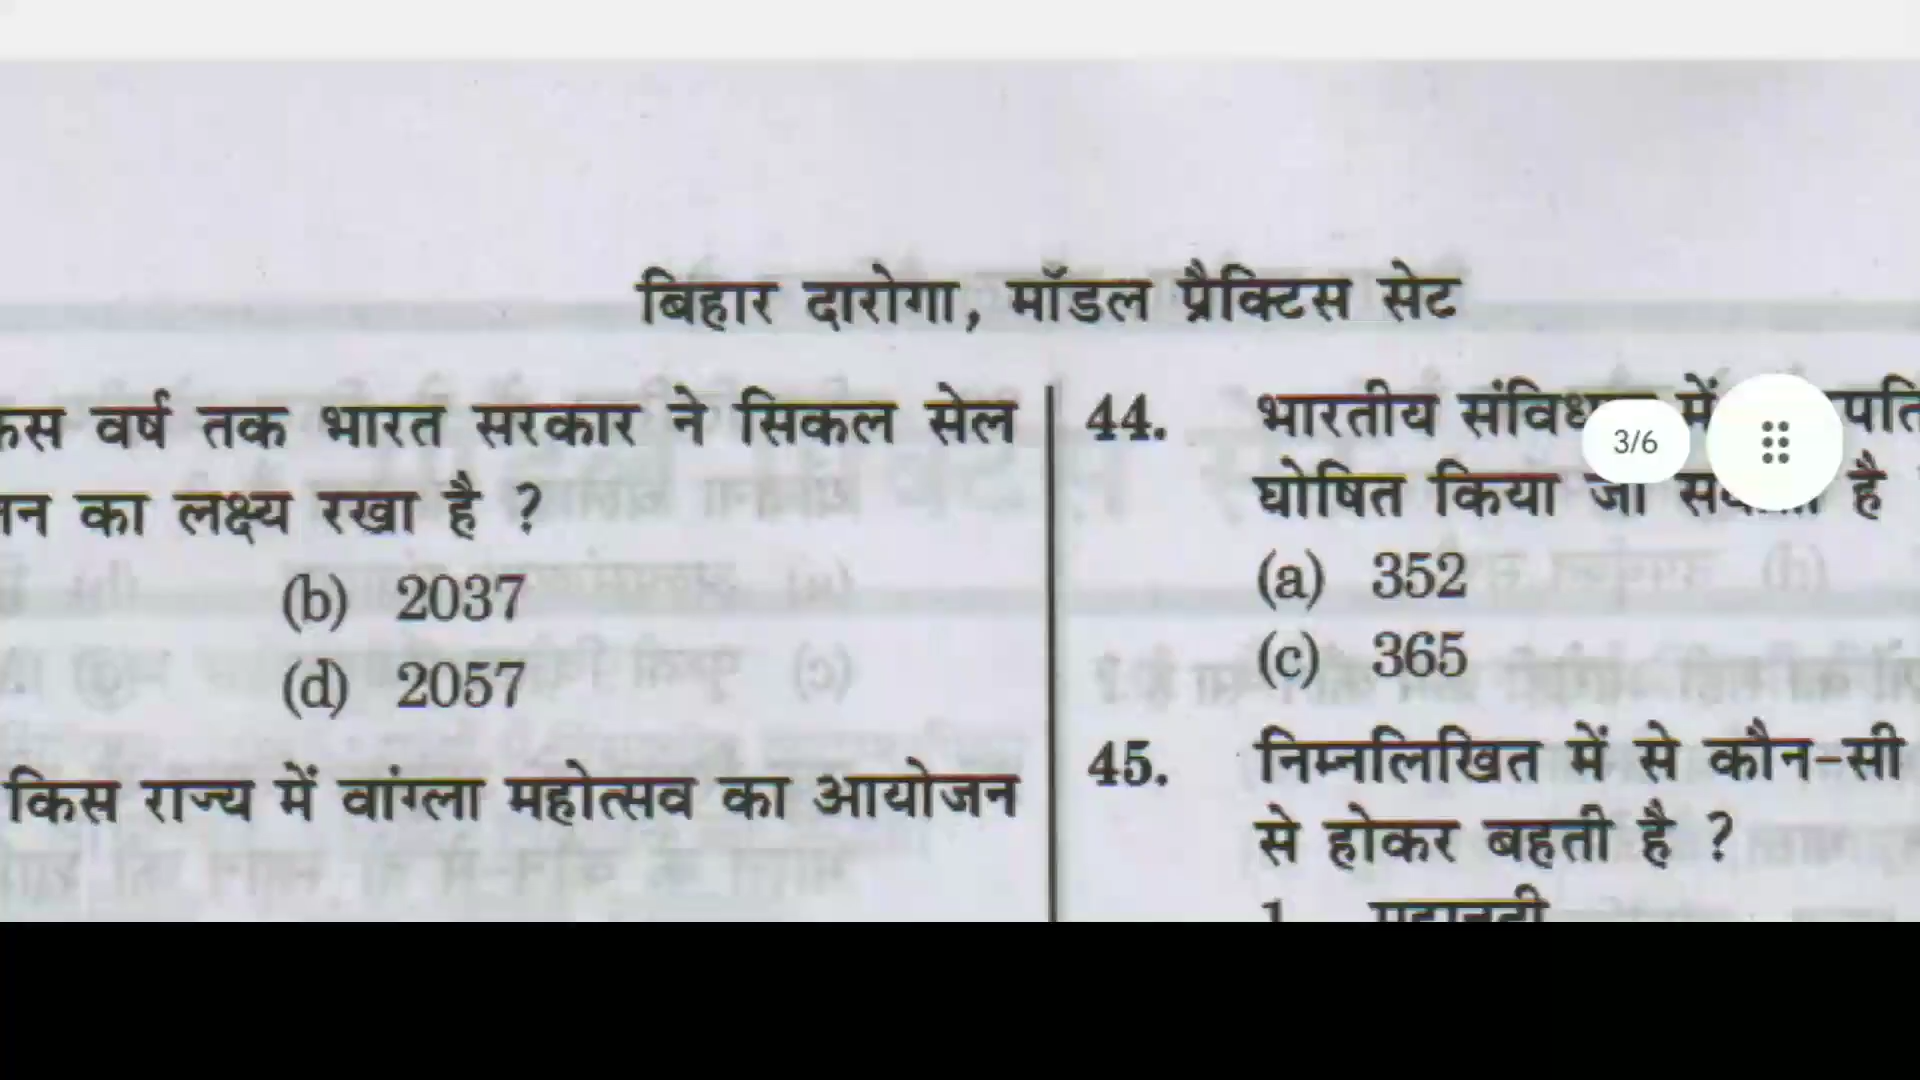 बिहार दारोगा, मॉडल प्रैक्टिस सेट
वर्ष तक भारत सरकार ने सिकल सेल
का लक्ष्य रखा है ?
(b) 2037
(d) 2057
किस राज्य में वांग्ला महोत्सव का आयोजन
44. भारतीय संविधान में
घोषित किया जा है
(a) 352
(c) 365
45. निम्नलिखित में से कौन-सी
से होकर बहती है ?
3/6